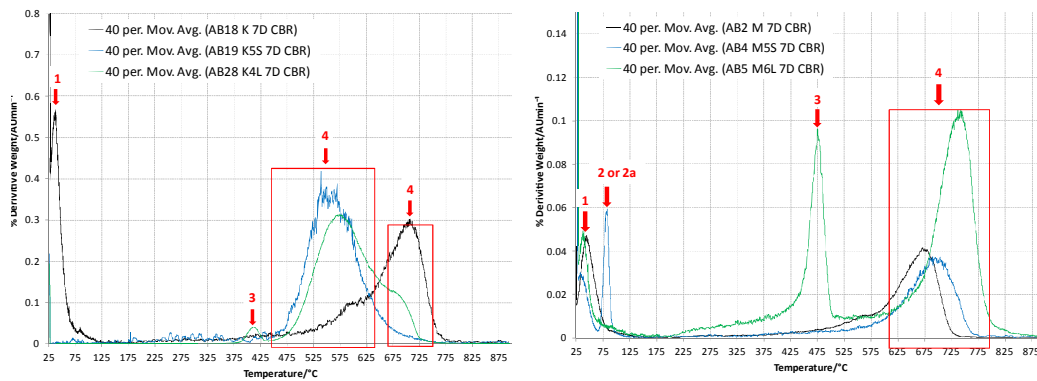 40 per. Mov. Avg. (AB18 K 7D CBR)
40 per. Mov. Avg. (AB19 K5S 7D CBR)
40 per. Mov. Avg. (AB28 K4L 7D CBR)
0.8
0.7
0.6
0.5
0.4
0.3
0.2
0.1
0
% Derivitive Weight/AUmin⁻¹
1
3
4
4
25 75 125 175 225 275 325 375 425 475 525 575 625 675 725 775 825 875
Temperature/°C
40 per. Mov. Avg. (AB2 M 7D CBR)
40 per. Mov. Avg. (AB4 M5S 7D CBR)
40 per. Mov. Avg. (AB5 M6L 7D CBR)
0.14
0.12
0.1
0.08
0.06
0.04
0.02
0
% Derivitive Weight/AUmin⁻¹
1
2 or 2a
3
4
25 75 125 175 225 275 325 375 425 475 525 575 625 675 725 775 825 875
Temperature/°C